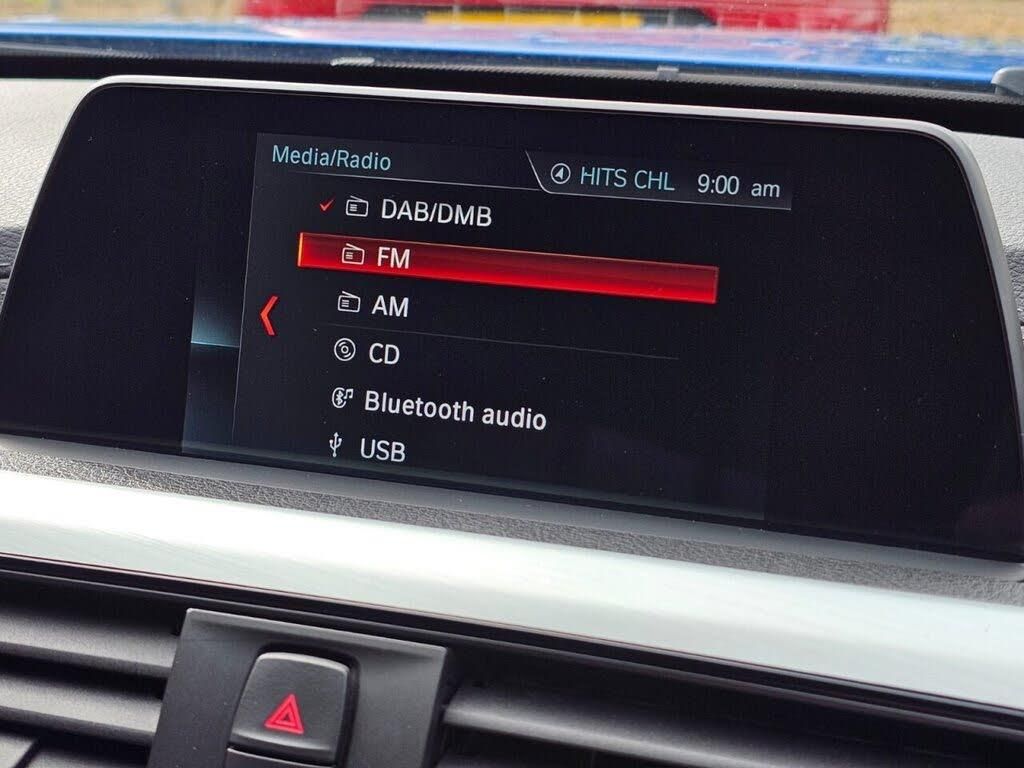 Media/Radio
HITS CHL 9:00 am
DAB/DMB
FM
AM
CD
Bluetooth audio
USB